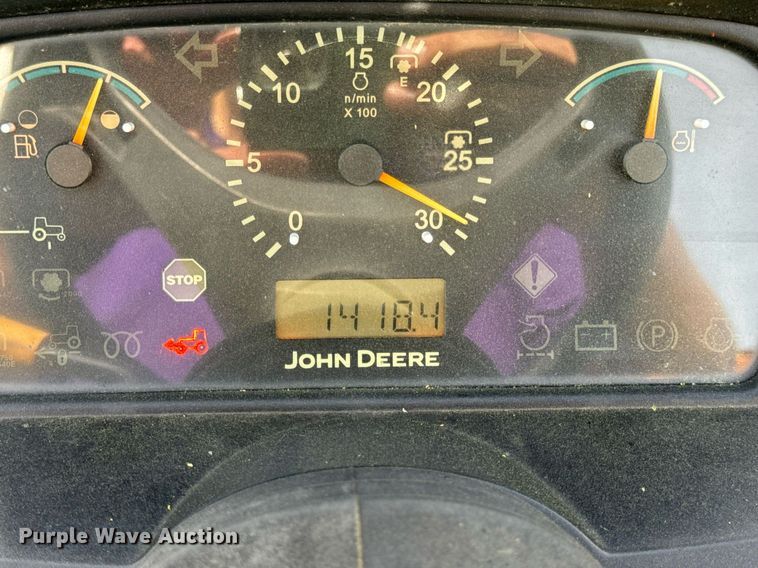 15
10
20
E
n/min
X 100
5
25
0
30
STOP
1418.4
P
JOHN DEERE
Purple Wave Auction